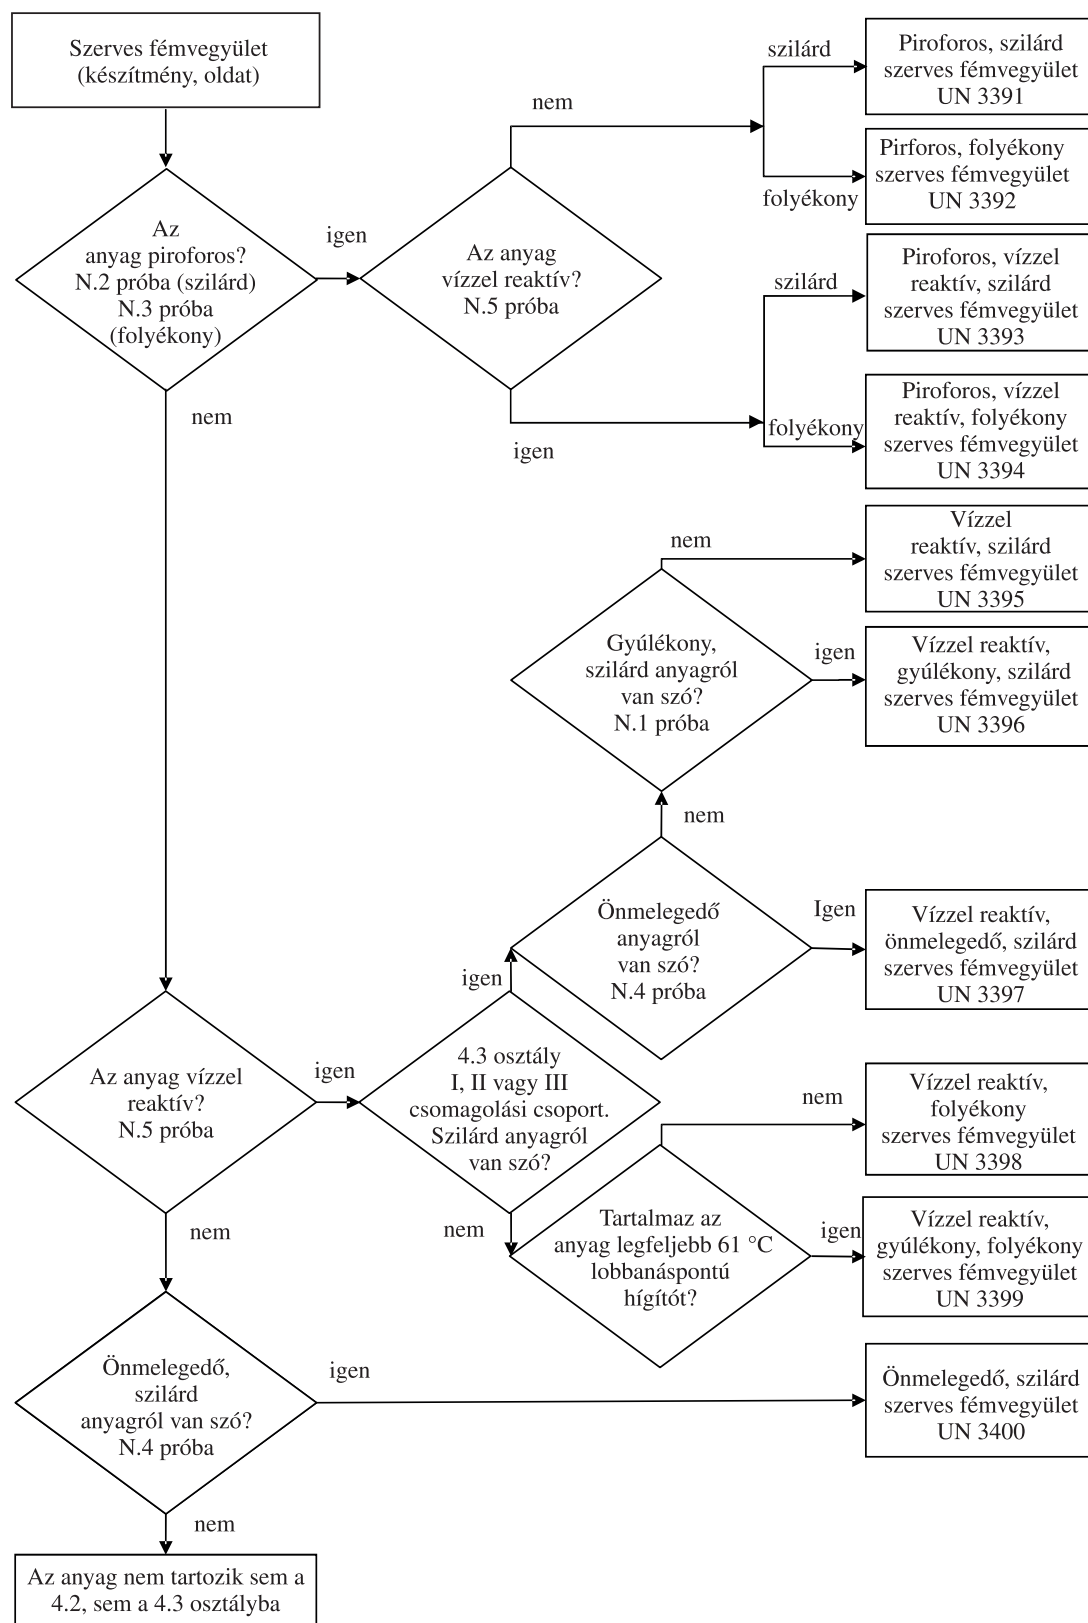 Szerves fémvegyület
(készítmény, oldat)
szilárd
Piroforos, szilárd
szerves fémvegyület
UN 3391
nem
Pirforos, folyékony
szerves fémvegyület
UN 3392
folyékony
Az
anyag piroforos?
N.2 próba (szilárd)
N.3 próba
(folyékony)
igen
Az anyag
vízzel reaktív?
N.5 próba
szilárd
Piroforos, vízzel
reaktív, szilárd
szerves fémvegyület
UN 3393
nem
igen
folyékony
Piroforos, vízzel
reaktív, folyékony
szerves fémvegyület
UN 3394
nem
Vízzel
reaktív, szilárd
szerves fémvegyület
UN 3395
Gyúlékony,
szilárd anyagról
van szó?
N.1 próba
igen
Vízzel reaktív,
gyúlékony, szilárd
szerves fémvegyület
UN 3396
nem
Önmelegedő
anyagról
van szó?
N.4 próba
Igen
Vízzel reaktív,
önmelegedő, szilárd
szerves fémvegyület
UN 3397
igen
Az anyag vízzel
reaktív?
N.5 próba
igen
4.3 osztály
I, II vagy III
csomagolási csoport.
Szilárd anyagról
van szó?
nem
Vízzel reaktív,
folyékony
szerves fémvegyület
UN 3398
nem
nem
Tartalmaz az
anyag legfeljebb 61 °C
lobbanáspontú
hígítót?
igen
Vízzel reaktív,
gyúlékony, folyékony
szerves fémvegyület
UN 3399
Önmelegedő,
szilárd
anyagról van szó?
N.4 próba
igen
Önmelegedő, szilárd
szerves fémvegyület
UN 3400
nem
Az anyag nem tartozik sem a
4.2, sem a 4.3 osztályba